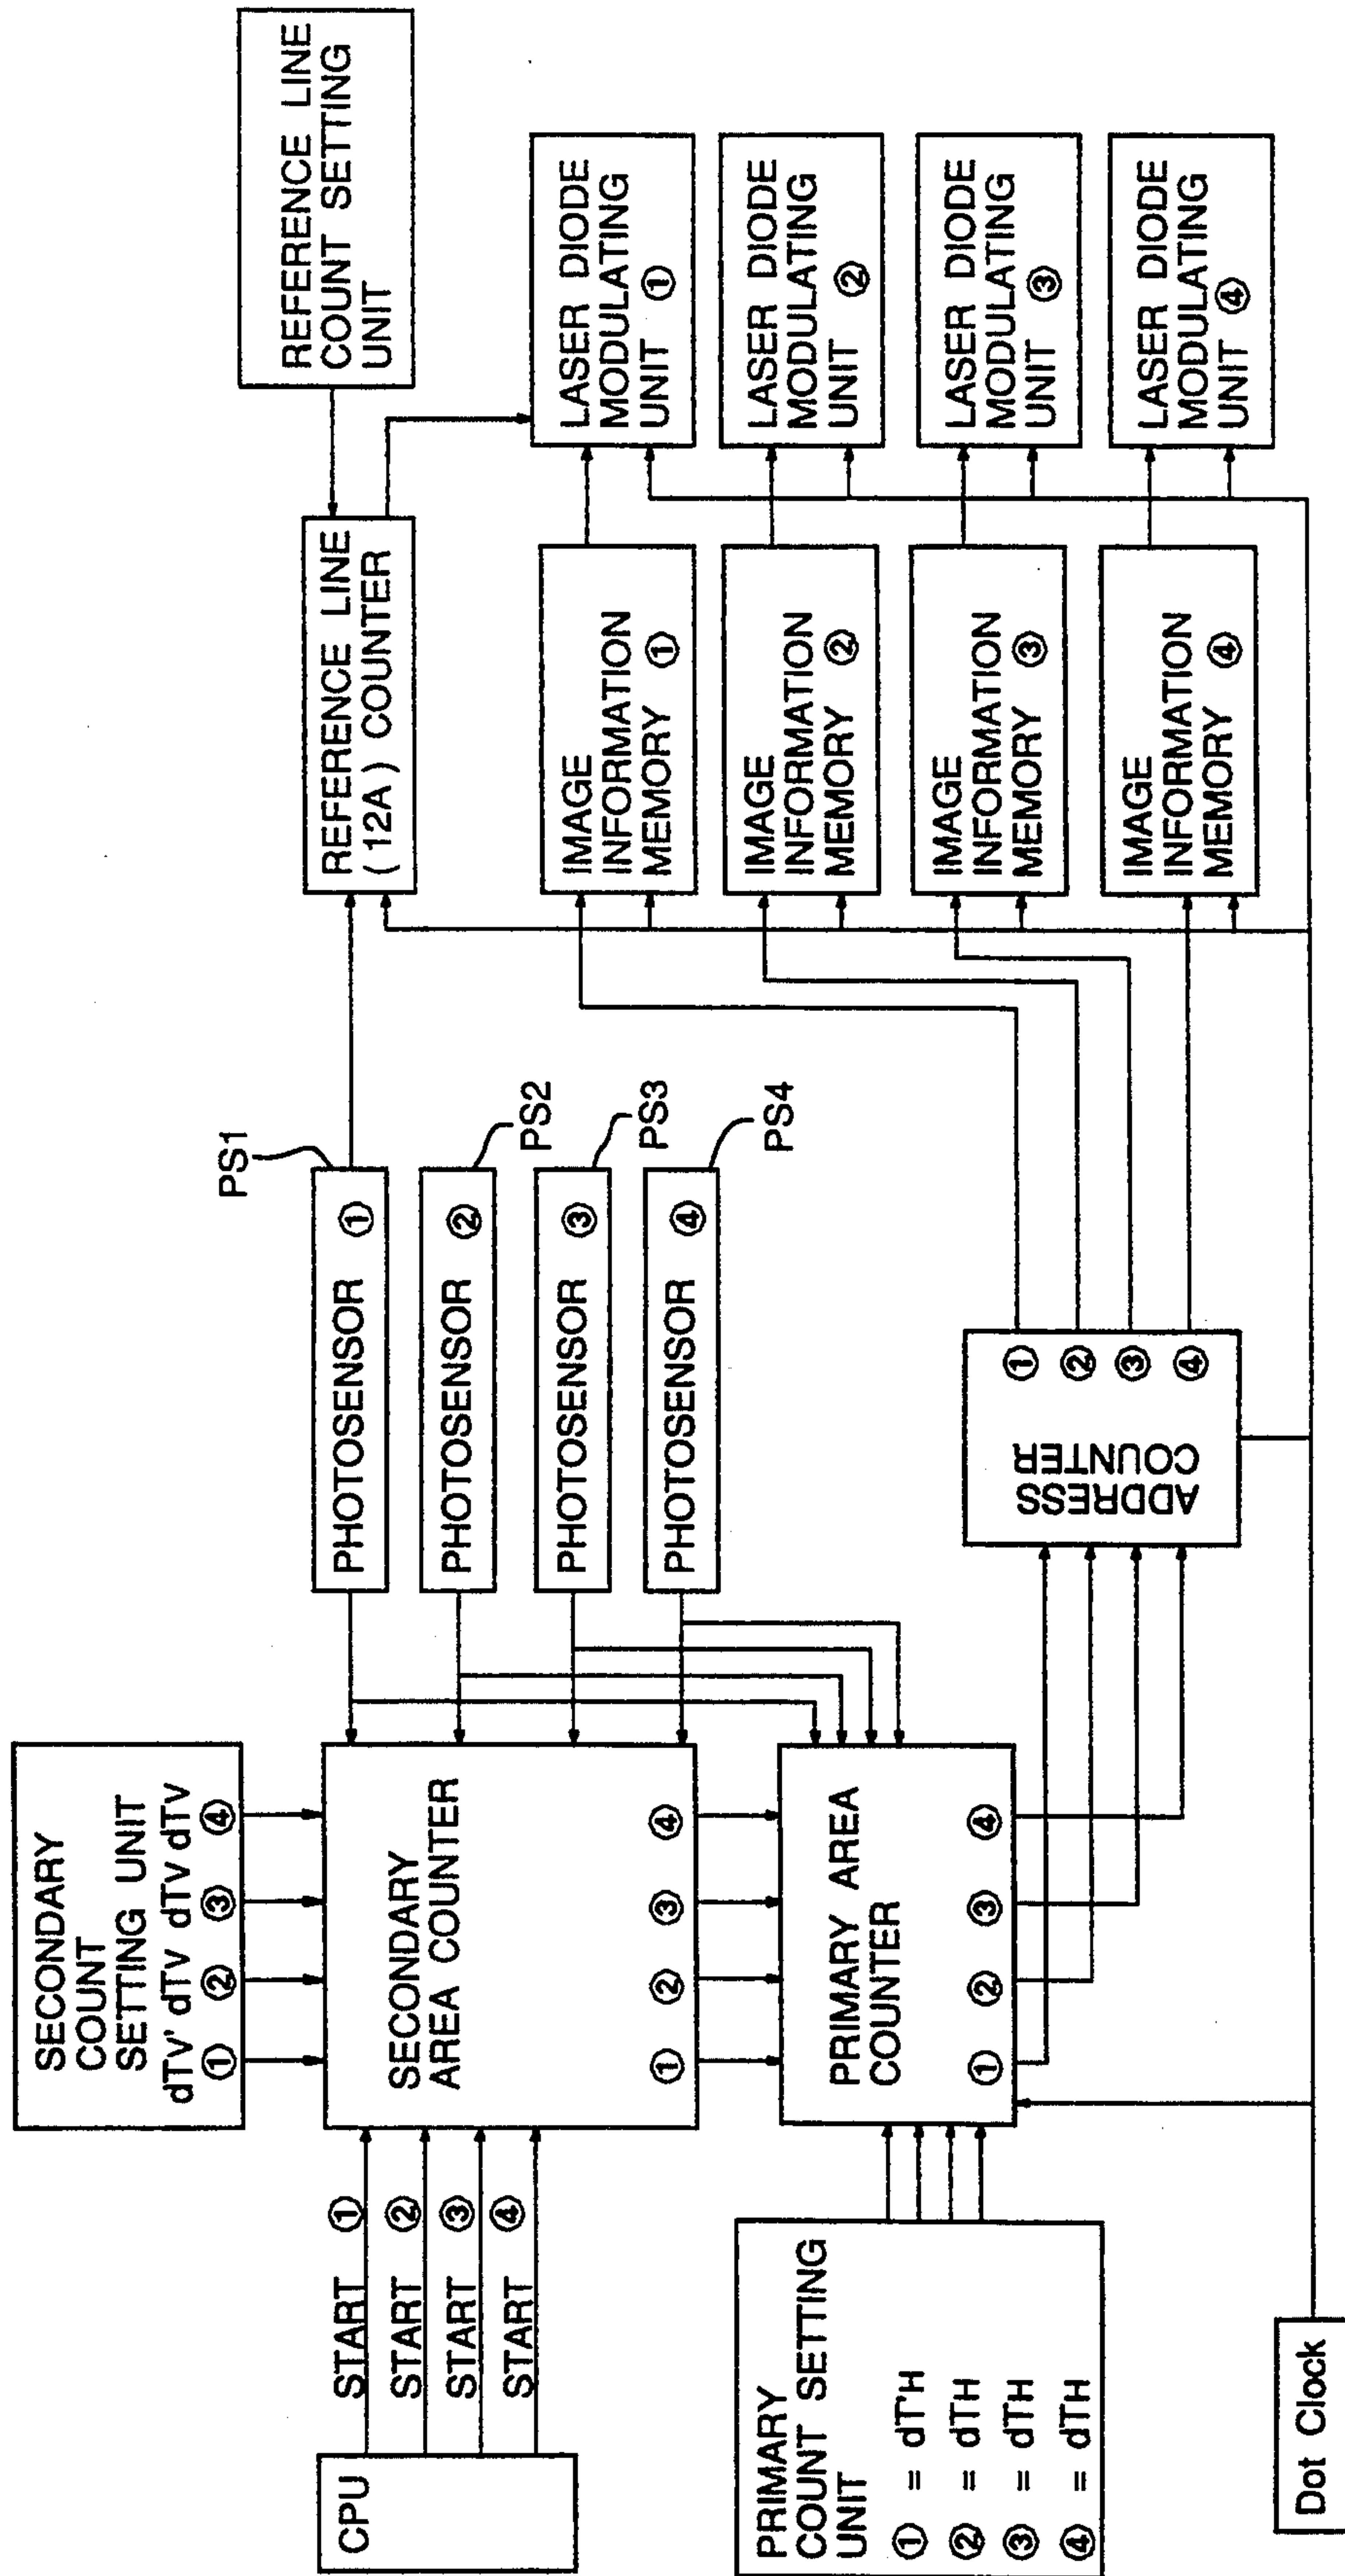 SECONDARY
COUNT
SETTING UNIT
dTv' dTv dTv dTv
① ② ③ ④
CPU
START ①
START ②
START ③
START ④
SECONDARY
AREA COUNTER
① ② ③ ④
PRIMARY
COUNT SETTING
UNIT
① = dT'H
② = dTH
③ = dTH
④ = dTH
PRIMARY AREA
COUNTER
① ② ③ ④
Dot Clock
PS1
PHOTOSENSOR ①
PS2
PHOTOSENSOR ②
PS3
PHOTOSENSOR ③
PS4
PHOTOSENSOR ④
ADDRESS
COUNTER
①
②
③
④
REFERENCE LINE
(12A) COUNTER
REFERENCE LINE
COUNT SETTING
UNIT
IMAGE
INFORMATION
MEMORY ①
IMAGE
INFORMATION
MEMORY ②
IMAGE
INFORMATION
MEMORY ③
IMAGE
INFORMATION
MEMORY ④
LASER DIODE
MODULATING
UNIT ①
LASER DIODE
MODULATING
UNIT ②
LASER DIODE
MODULATING
UNIT ③
LASER DIODE
MODULATING
UNIT ④